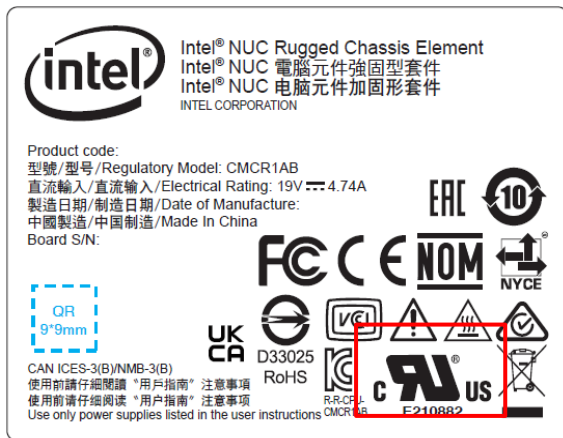 intel®
Intel® NUC Rugged Chassis Element
Intel® NUC 電腦元件強固型套件
Intel® NUC 电脑元件加固形套件
INTEL CORPORATION
Product code:
型號/型号/Regulatory Model: CMCR1AB
直流輸入/直流输入/Electrical Rating: 19V ⎓ 4.74A
製造日期/制造日期/Date of Manufacture:
中國製造/中国制造/Made In China
Board S/N:
EAC
10
FC CE NOM
NYCE
QR
9*9mm
UK
CA
D33025
RoHS
VCI
KC
R-R-CPU-
CMCR1AB
c RU® US
E210882
CAN ICES-3(B)/NMB-3(B)
使用前請仔細閱讀〝用戶指南〞注意事項
使用前请仔细阅读〝用户指南〞注意事项
Use only power supplies listed in the user instructions